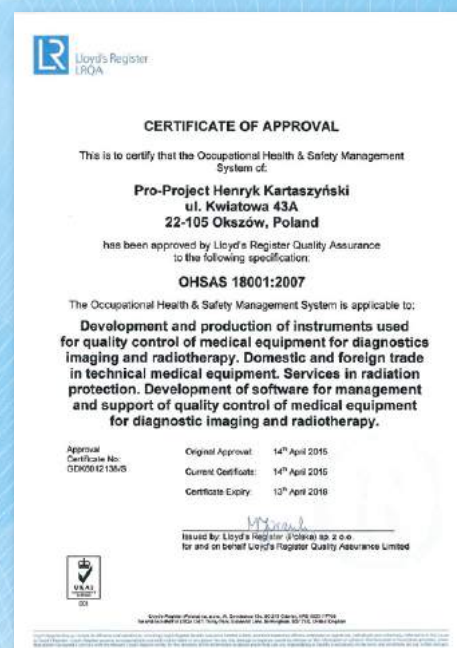 LR
Lloyd's Register
LRQA
CERTIFICATE OF APPROVAL
This is to certify that the Occupational Health & Safety Management
System of:
Pro-Project Henryk Kartaszyński
ul. Kwiatowa 43A
22-105 Okszów, Poland
has been approved by Lloyd's Register Quality Assurance
to the following specification:
OHSAS 18001:2007
The Occupational Health & Safety Management System is applicable to:
Development and production of instruments used
for quality control of medical equipment for diagnostics
imaging and radiotherapy. Domestic and foreign trade
in technical medical equipment. Services in radiation
protection. Development of software for management
and support of quality control of medical equipment
for diagnostic imaging and radiotherapy.
Approval
Certificate No:
Original Approval: 14th April 2015
Current Certificate: 14th April 2015
Certificate Expiry: 13th April 2018
Issued by: Lloyd's Register (Polska) sp. z o.o.
for and on behalf Lloyd's Register Quality Assurance Limited
UKAS
001